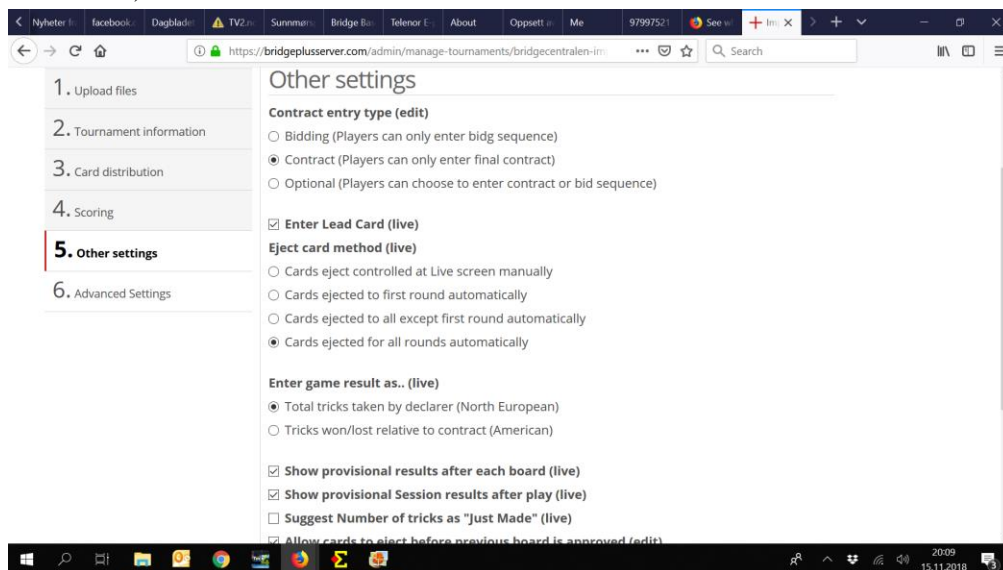 Nyheter fr facebook.c Dagblade TV2.n Sunnmørs Bridge Bas Telenor E- About Oppsett Me 97997521 See w Im
https://bridgeplusserver.com/admin/manage-tournaments/bridgecentralen-im Search
Other settings
1. Upload files
2. Tournament information
3. Card distribution
4. Scoring
5. Other settings
6. Advanced Settings
Contract entry type (edit)
Bidding (Players can only enter bidg sequence)
Contract (Players can only enter final contract)
Optional (Players can choose to enter contract or bid sequence)
Enter Lead Card (live)
Eject card method (live)
Cards eject controlled at Live screen manually
Cards ejected to first round automatically
Cards ejected to all except first round automatically
Cards ejected for all rounds automatically
Enter game result as.. (live)
Total tricks taken by declarer (North European)
Tricks won/lost relative to contract (American)
Show provisional results after each board (live)
Show provisional Session results after play (live)
Suggest Number of tricks as "Just Made" (live)
Allow cards to eject before previous board is approved (edit)
20:09
15.11.2018